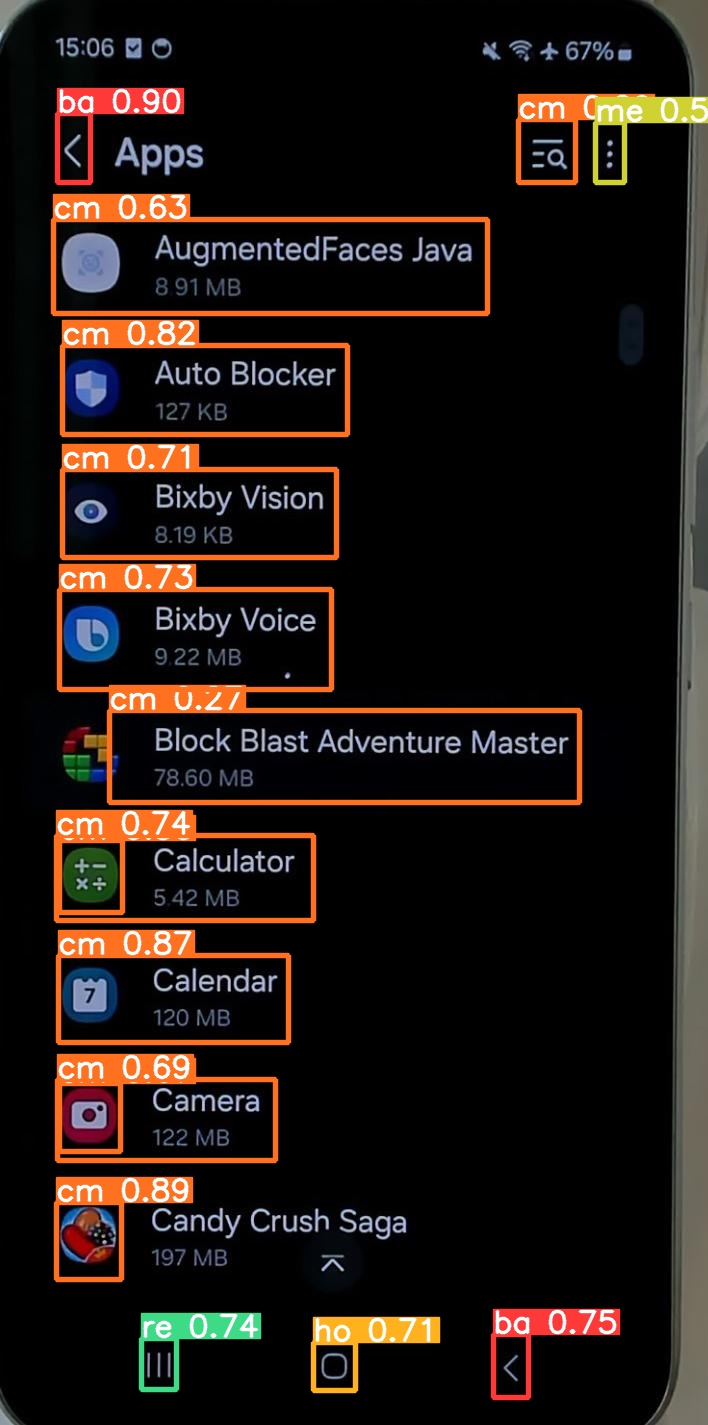 15:06 67%
ba 0.90
cm 0. me 0.5
Apps
cm 0.63
AugmentedFaces Java
8.91 MB
cm 0.82
Auto Blocker
127 KB
cm 0.71
Bixby Vision
8.19 KB
cm 0.73
Bixby Voice
9.22 MB
cm 0.27
Block Blast Adventure Master
78.60 MB
cm 0.74
Calculator
5.42 MB
cm 0.87
Calendar
7
120 MB
cm 0.69
Camera
122 MB
cm 0.89
Candy Crush Saga
197 MB
re 0.74 ho 0.71 ba 0.75